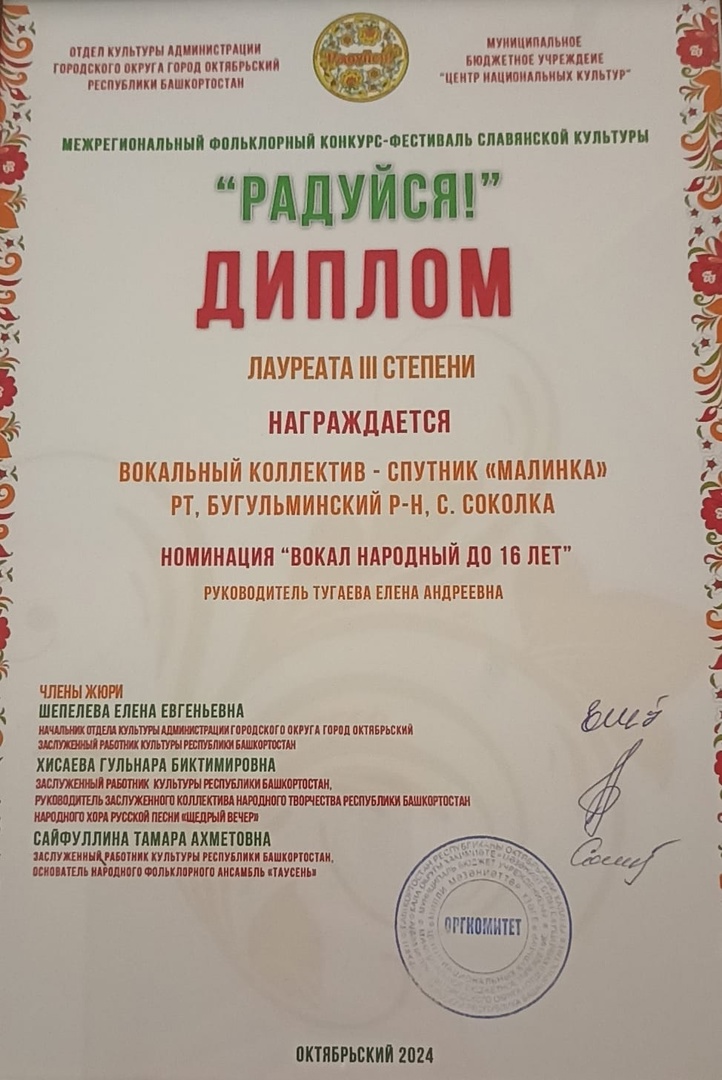 ОТДЕЛ КУЛЬТУРЫ АДМИНИСТРАЦИИ
ГОРОДСКОГО ОКРУГА ГОРОД ОКТЯБРЬСКИЙ
РЕСПУБЛИКИ БАШКОРТОСТАН
МУНИЦИПАЛЬНОЕ
БЮДЖЕТНОЕ УЧРЕЖДЕИЕ
"ЦЕНТР НАЦИОНАЛЬНЫХ КУЛЬТУР"
МЕЖРЕГИОНАЛЬНЫЙ ФОЛЬКЛОРНЫЙ КОНКУРС-ФЕСТИВАЛЬ СЛАВЯНСКОЙ КУЛЬТУРЫ
“РАДУЙСЯ!”
ДИПЛОМ
ЛАУРЕАТА III СТЕПЕНИ
НАГРАЖДАЕТСЯ
ВОКАЛЬНЫЙ КОЛЛЕКТИВ - СПУТНИК «МАЛИНКА»
РТ, БУГУЛЬМИНСКИЙ Р-Н, С. СОКОЛКА
НОМИНАЦИЯ “ВОКАЛ НАРОДНЫЙ ДО 16 ЛЕТ”
РУКОВОДИТЕЛЬ ТУГАЕВА ЕЛЕНА АНДРЕЕВНА
ЧЛЕНЫ ЖЮРИ
ШЕПЕЛЕВА ЕЛЕНА ЕВГЕНЬЕВНА
НАЧАЛЬНИК ОТДЕЛА КУЛЬТУРЫ АДМИНИСТРАЦИИ ГОРОДСКОГО ОКРУГА ГОРОД ОКТЯБРЬСКИЙ
ЗАСЛУЖЕННЫЙ РАБОТНИК КУЛЬТУРЫ РЕСПУБЛИКИ БАШКОРТОСТАН
ХИСАЕВА ГУЛЬНАРА БИКТИМИРОВНА
ЗАСЛУЖЕННЫЙ РАБОТНИК КУЛЬТУРЫ РЕСПУБЛИКИ БАШКОРТОСТАН,
РУКОВОДИТЕЛЬ ЗАСЛУЖЕННОГО КОЛЛЕКТИВА НАРОДНОГО ТВОРЧЕСТВА РЕСПУБЛИКИ БАШКОРТОСТАН
НАРОДНОГО ХОРА РУССКОЙ ПЕСНИ «ЩЕДРЫЙ ВЕЧЕР»
САЙФУЛЛИНА ТАМАРА АХМЕТОВНА
ЗАСЛУЖЕННЫЙ РАБОТНИК КУЛЬТУРЫ РЕСПУБЛИКИ БАШКОРТОСТАН,
ОСНОВАТЕЛЬ НАРОДНОГО ФОЛЬКЛОРНОГО АНСАМБЛЬ «ТАУСЕНЬ»
ОРГКОМИТЕТ
ОКТЯБРЬСКИЙ 2024